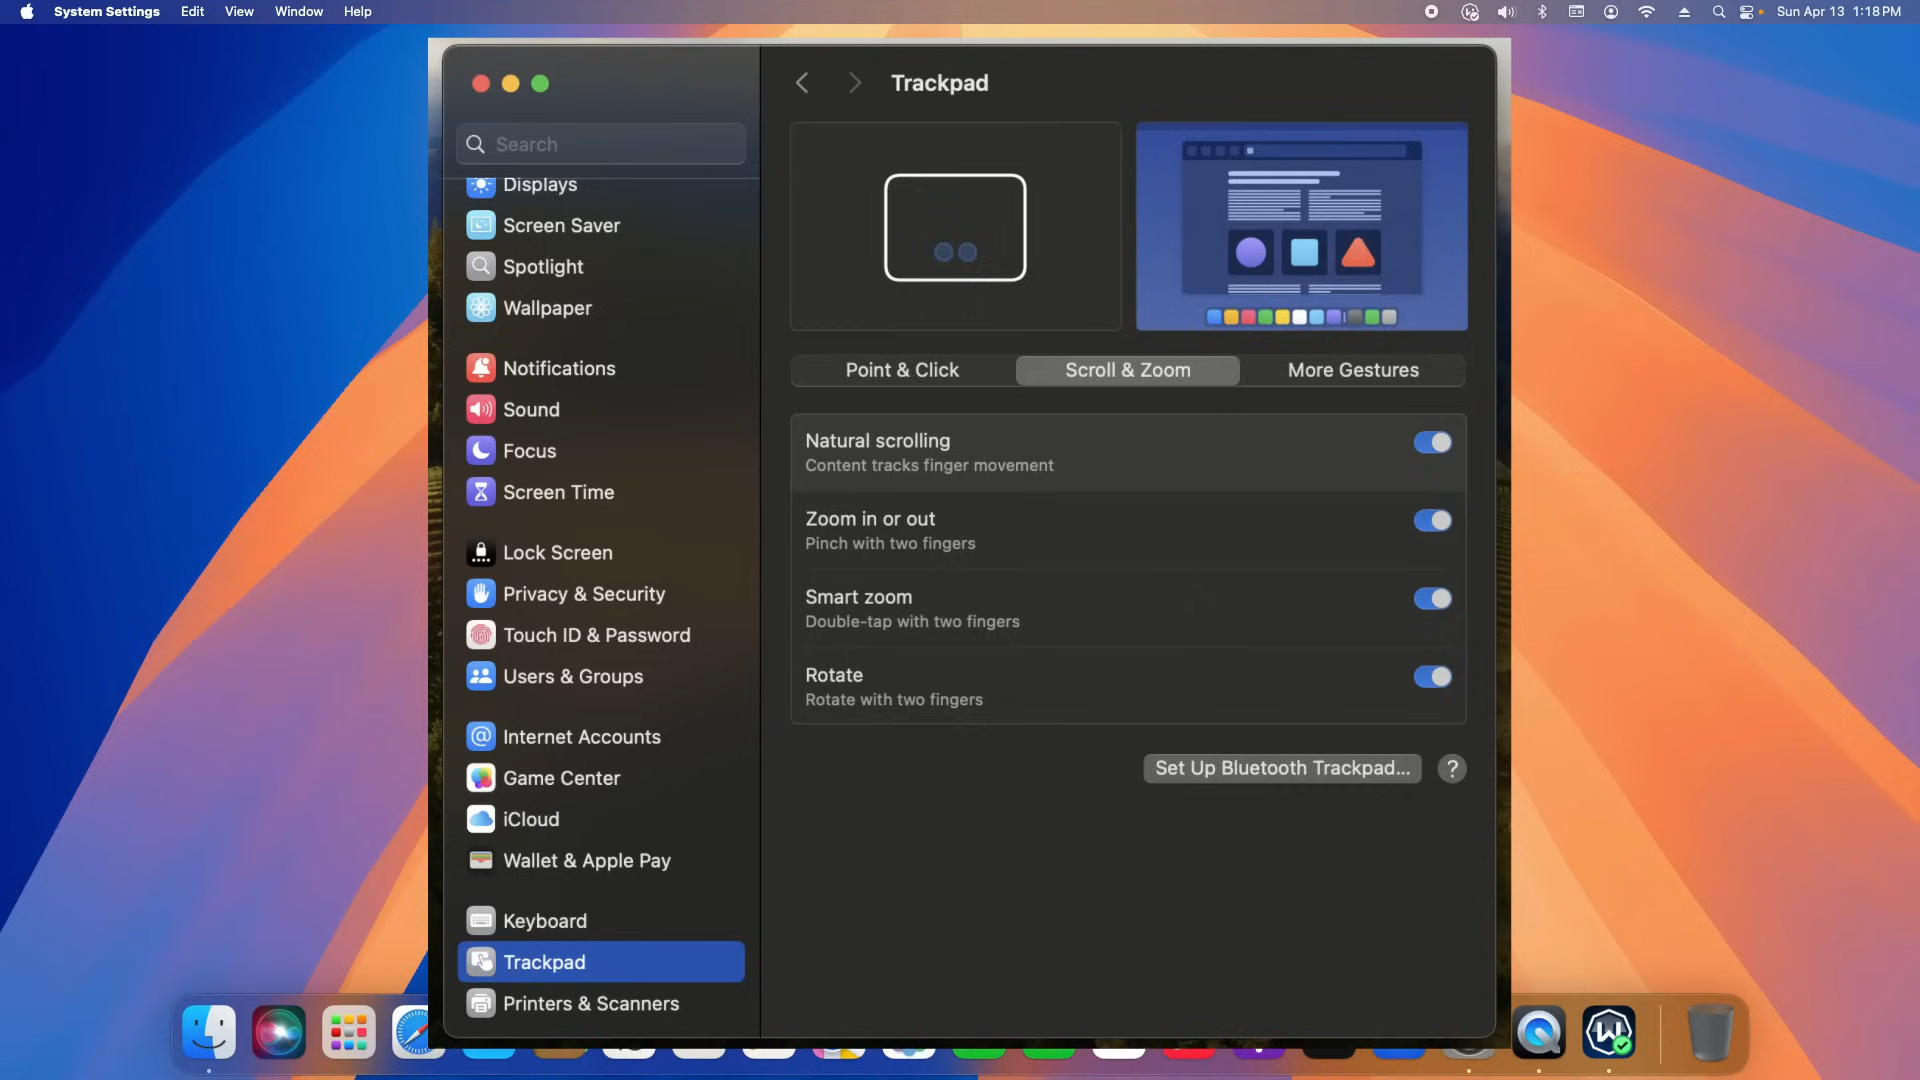 System Settings Edit View Window Help
Sun Apr 13 1:18 PM
Search
Displays
Screen Saver
Spotlight
Wallpaper
Notifications
Sound
Focus
Screen Time
Lock Screen
Privacy & Security
Touch ID & Password
Users & Groups
Internet Accounts
Game Center
iCloud
Wallet & Apple Pay
Keyboard
Trackpad
Printers & Scanners
Trackpad
Point & Click Scroll & Zoom More Gestures
Natural scrolling
Content tracks finger movement
Zoom in or out
Pinch with two fingers
Smart zoom
Double-tap with two fingers
Rotate
Rotate with two fingers
Set Up Bluetooth Trackpad... ?